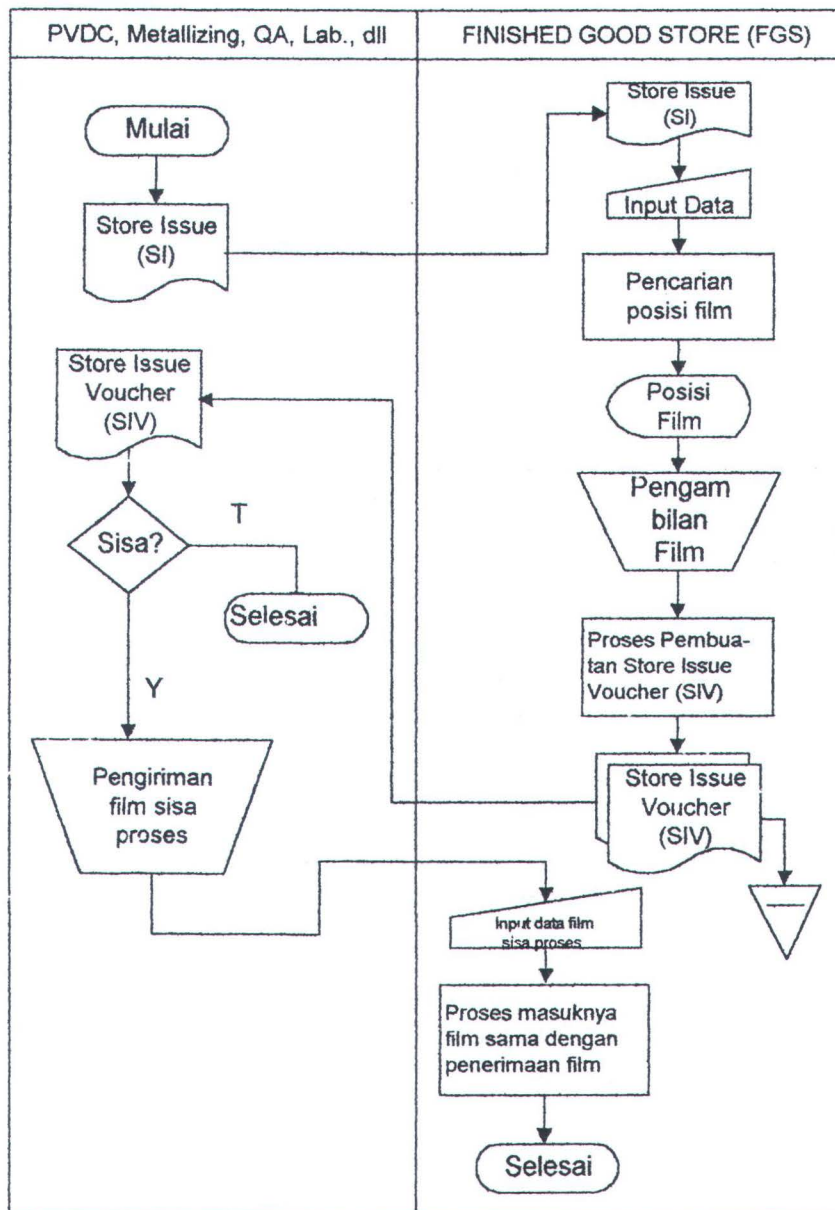 PVDC, Metallizing, QA, Lab., dll
FINISHED GOOD STORE (FGS)
Mulai
Store Issue
(SI)
Store Issue
(SI)
Input Data
Pencarian
posisi film
Posisi
Film
Pengam
bilan
Film
Proses Pembua-
tan Store Issue
Voucher (SIV)
Store Issue
Voucher
(SIV)
Store Issue
Voucher
(SIV)
Sisa?
T
Selesai
Y
Pengiriman
film sisa
proses
Input data film
sisa proses
Proses masuknya
film sama dengan
penerimaan film
Selesai